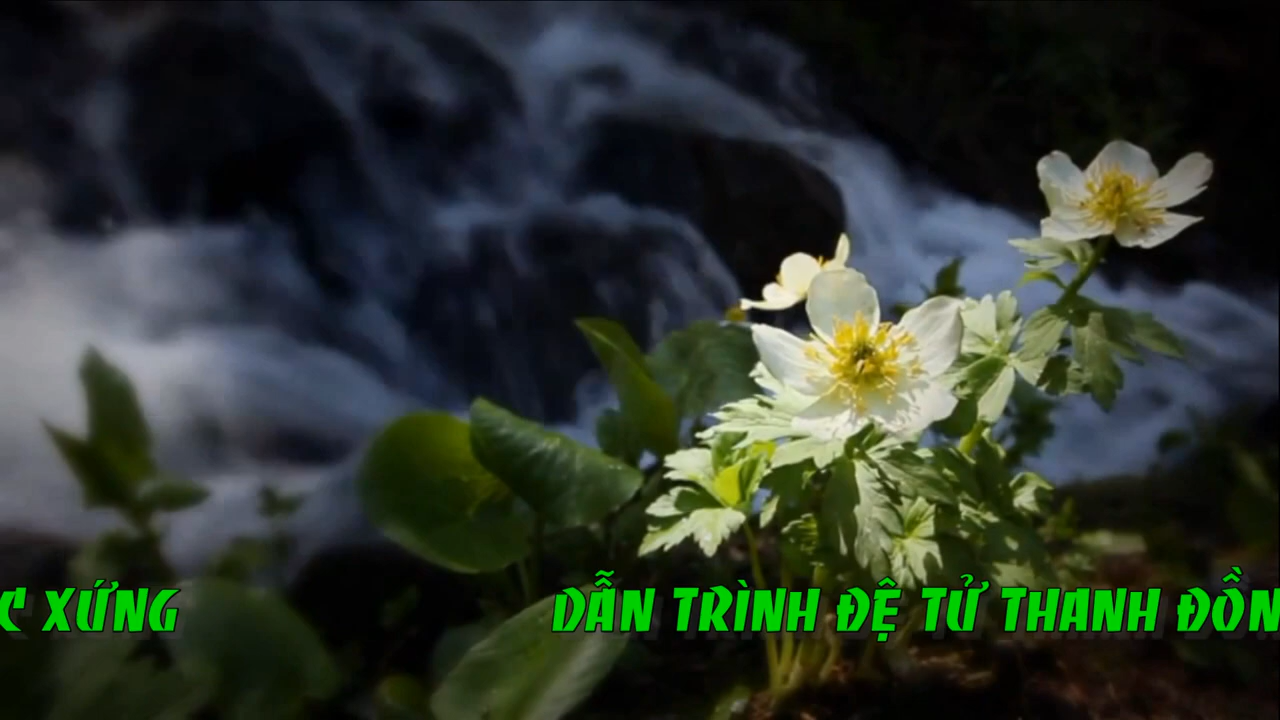 C XỨNG DẪN TRÌNH ĐỆ TỬ THANH ĐỒN